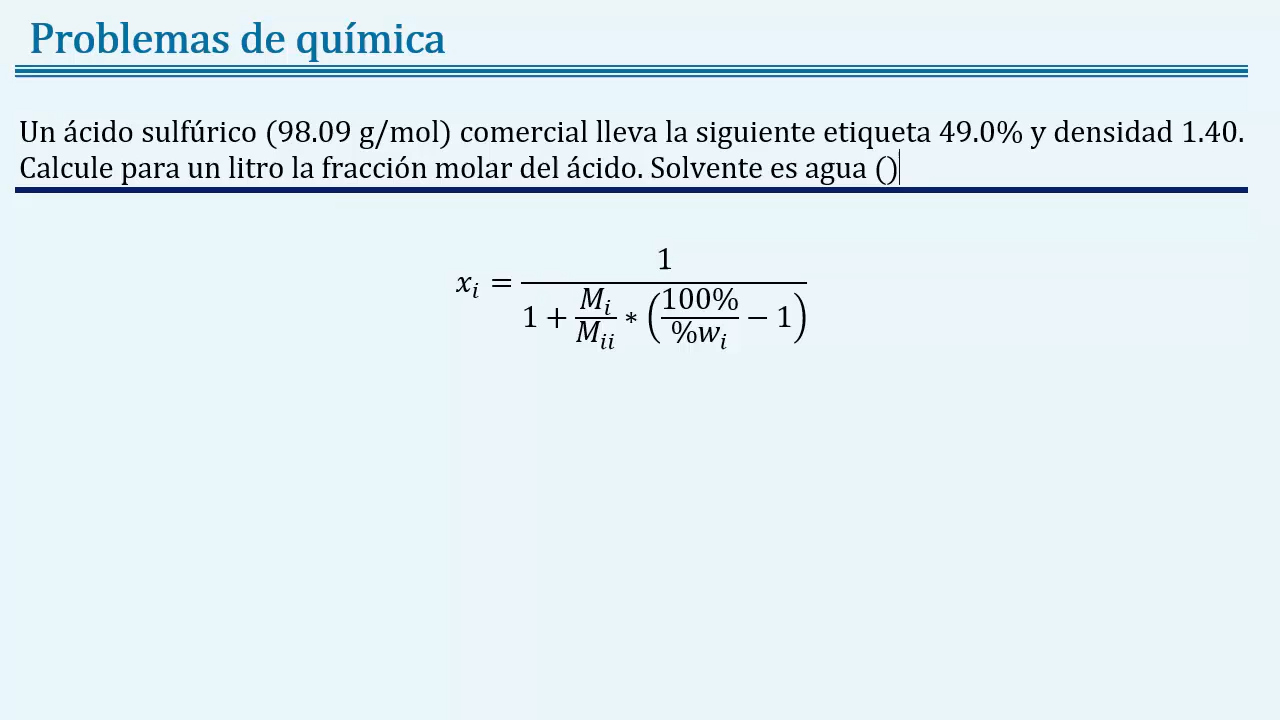 Problemas de química
Un ácido sulfúrico (98.09 g/mol) comercial lleva la siguiente etiqueta 49.0% y densidad 1.40.
Calcule para un litro la fracción molar del ácido. Solvente es agua ()
x_i = 1 / (1 + M_i / M_ii * (100% / %w_i − 1))